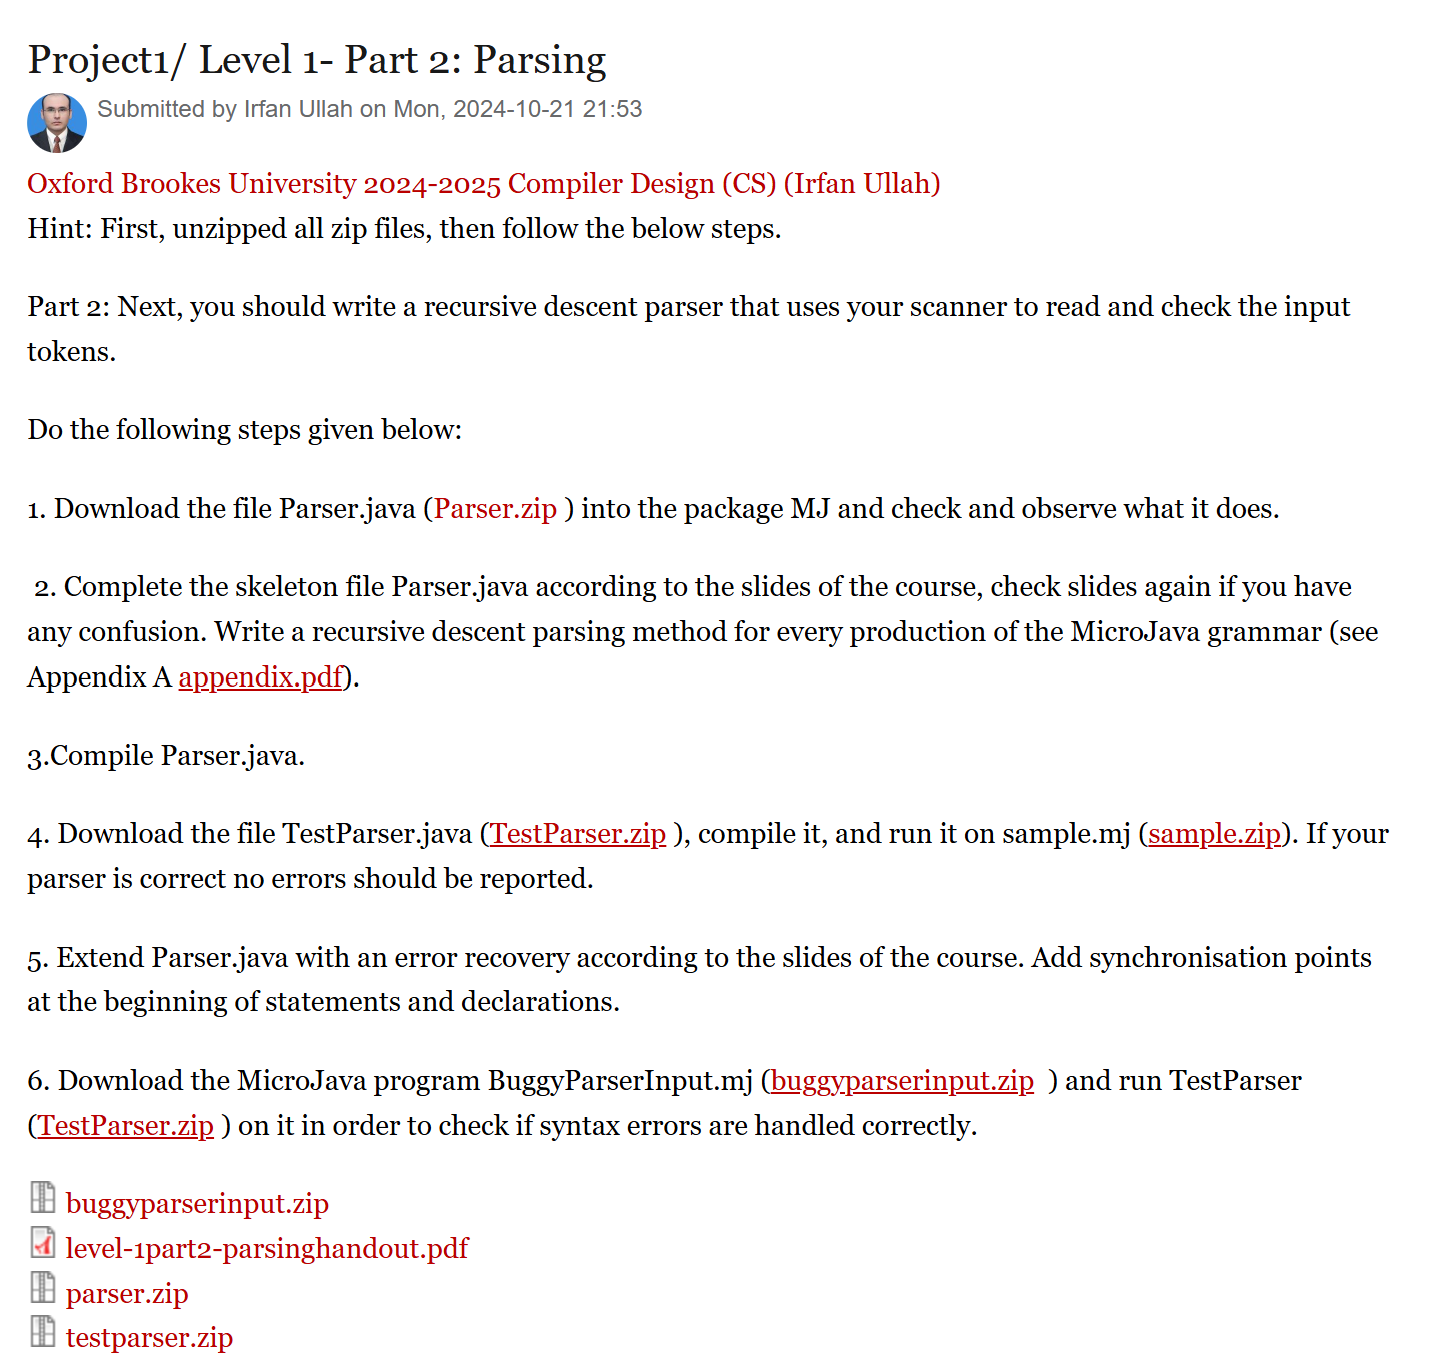 Project1/ Level 1- Part 2: Parsing
Submitted by Irfan Ullah on Mon, 2024-10-21 21:53
Oxford Brookes University 2024-2025 Compiler Design (CS) (Irfan Ullah)
Hint: First, unzipped all zip files, then follow the below steps.
Part 2: Next, you should write a recursive descent parser that uses your scanner to read and check the input
tokens.
Do the following steps given below:
1. Download the file Parser.java (Parser.zip ) into the package MJ and check and observe what it does.
2. Complete the skeleton file Parser.java according to the slides of the course, check slides again if you have
any confusion. Write a recursive descent parsing method for every production of the MicroJava grammar (see
Appendix A appendix.pdf).
3.Compile Parser.java.
4. Download the file TestParser.java (TestParser.zip ), compile it, and run it on sample.mj (sample.zip). If your
parser is correct no errors should be reported.
5. Extend Parser.java with an error recovery according to the slides of the course. Add synchronisation points
at the beginning of statements and declarations.
6. Download the MicroJava program BuggyParserInput.mj (buggyparserinput.zip  ) and run TestParser
(TestParser.zip ) on it in order to check if syntax errors are handled correctly.
buggyparserinput.zip
level-1part2-parsinghandout.pdf
parser.zip
testparser.zip